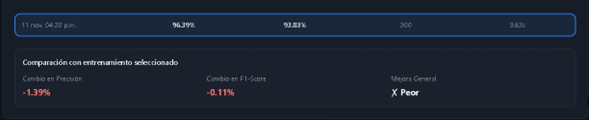 11 nov, 04:20 p.m. 96.39% 93.83% 200 3.62s
Comparación con entrenamiento seleccionado
Cambio en Precisión Cambio en F1-Score Mejora General
-1.39% -0.11% ✗ Peor